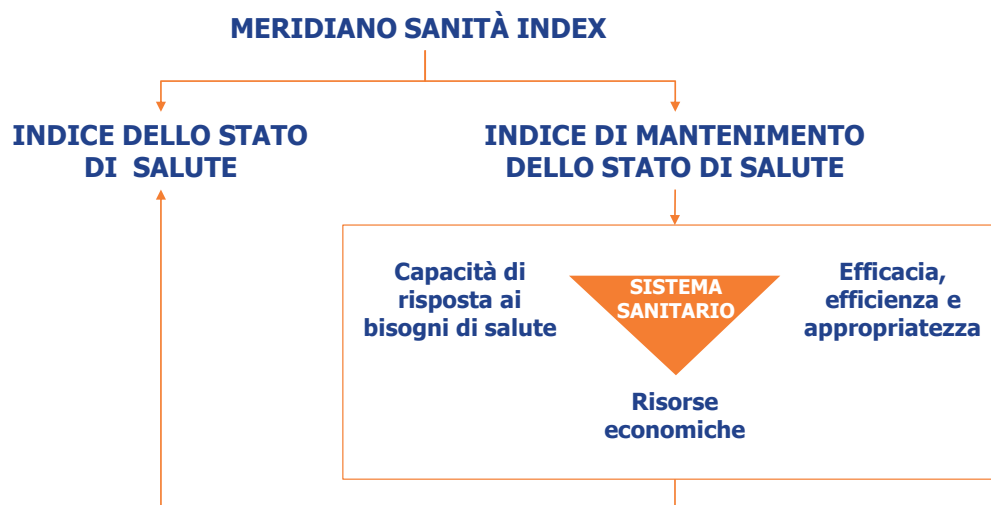 MERIDIANO SANITÀ INDEX
INDICE DELLO STATO
DI SALUTE
INDICE DI MANTENIMENTO
DELLO STATO DI SALUTE
Capacità di
risposta ai
bisogni di salute
SISTEMA
SANITARIO
Efficacia,
efficienza e
appropriatezza
Risorse
economiche